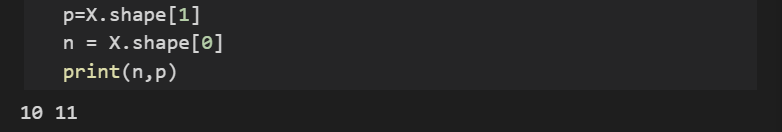 p=X.shape[1]
n = X.shape[0]
print(n,p)
10 11